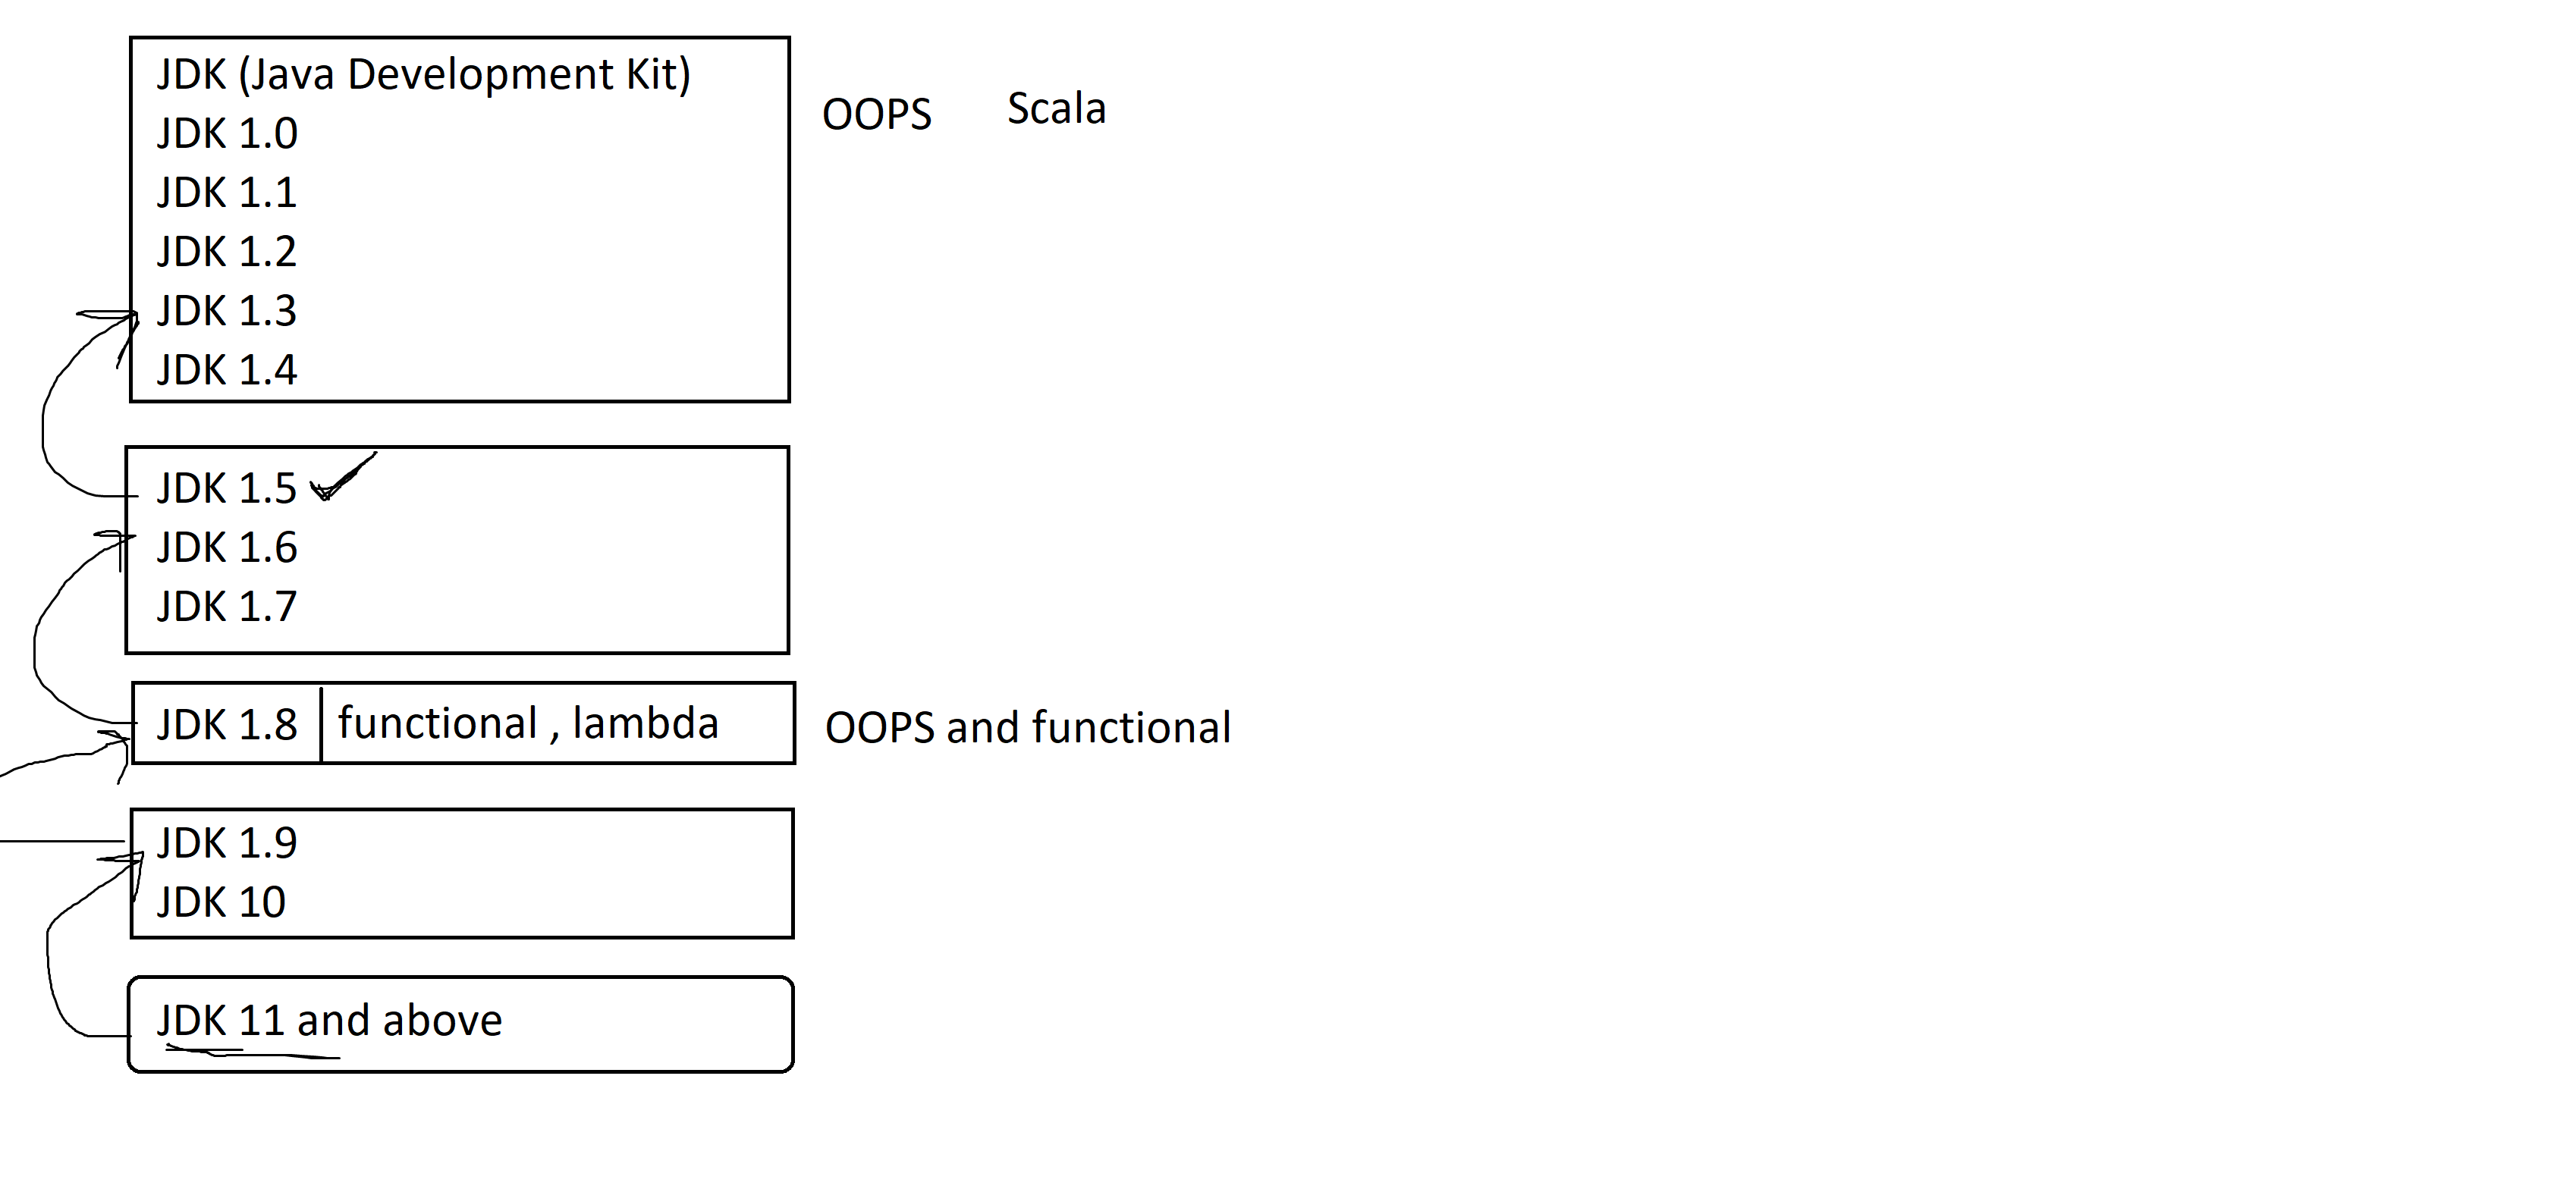 JDK (Java Development Kit)
OOPS
Scala
JDK 1.0
JDK 1.1
JDK 1.2
JDK 1.3
JDK 1.4
JDK 1.5
JDK 1.6
JDK 1.7
JDK 1.8
functional , lambda
OOPS and functional
JDK 1.9
JDK 10
JDK 11 and above